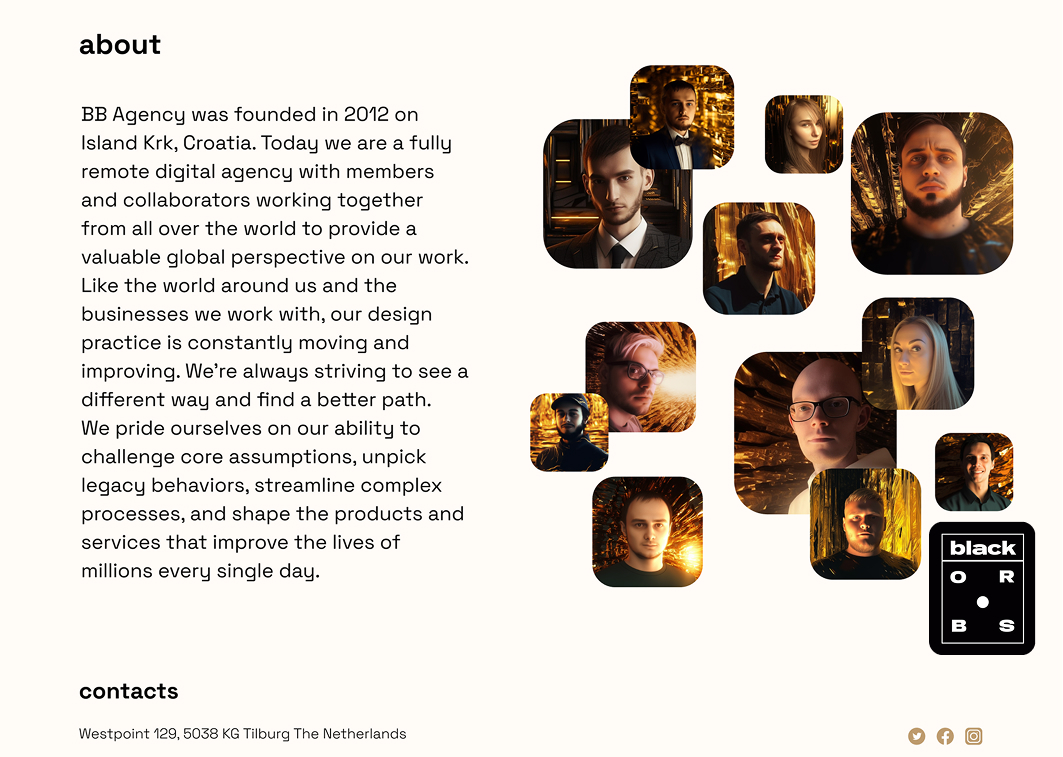 about
BB Agency was founded in 2012 on
Island Krk, Croatia. Today we are a fully
remote digital agency with members
and collaborators working together
from all over the world to provide a
valuable global perspective on our work.
Like the world around us and the
businesses we work with, our design
practice is constantly moving and
improving. We’re always striving to see a
different way and find a better path.
We pride ourselves on our ability to
challenge core assumptions, unpick
legacy behaviors, streamline complex
processes, and shape the products and
services that improve the lives of
millions every single day.
black
O R
B S
contacts
Westpoint 129, 5038 KG Tilburg The Netherlands